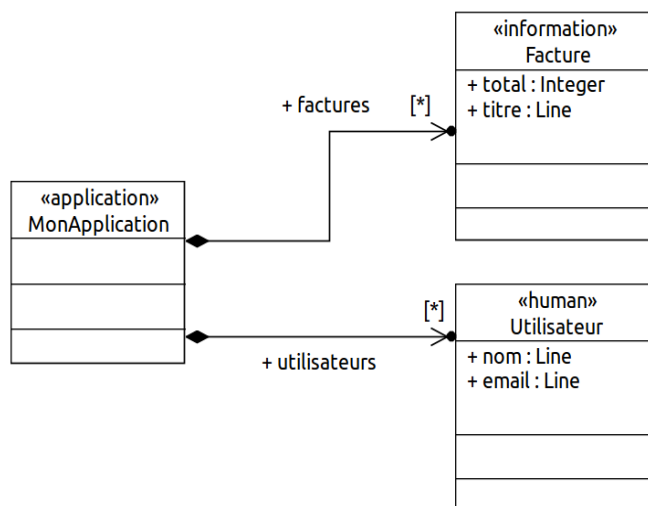 «information»
Facture
+ total : Integer
+ titre : Line
+ factures
[*]
«application»
MonApplication
[*]
+ utilisateurs
«human»
Utilisateur
+ nom : Line
+ email : Line